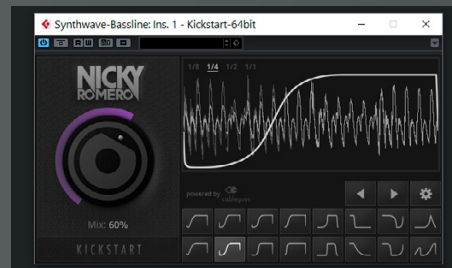 Synthwave-Bassline: Ins. 1 - Kickstart-64bit
NICKY
ROMERO
1/8 1/4 1/2 1/1
powered by
cableguys
Mix: 60%
KICKSTART